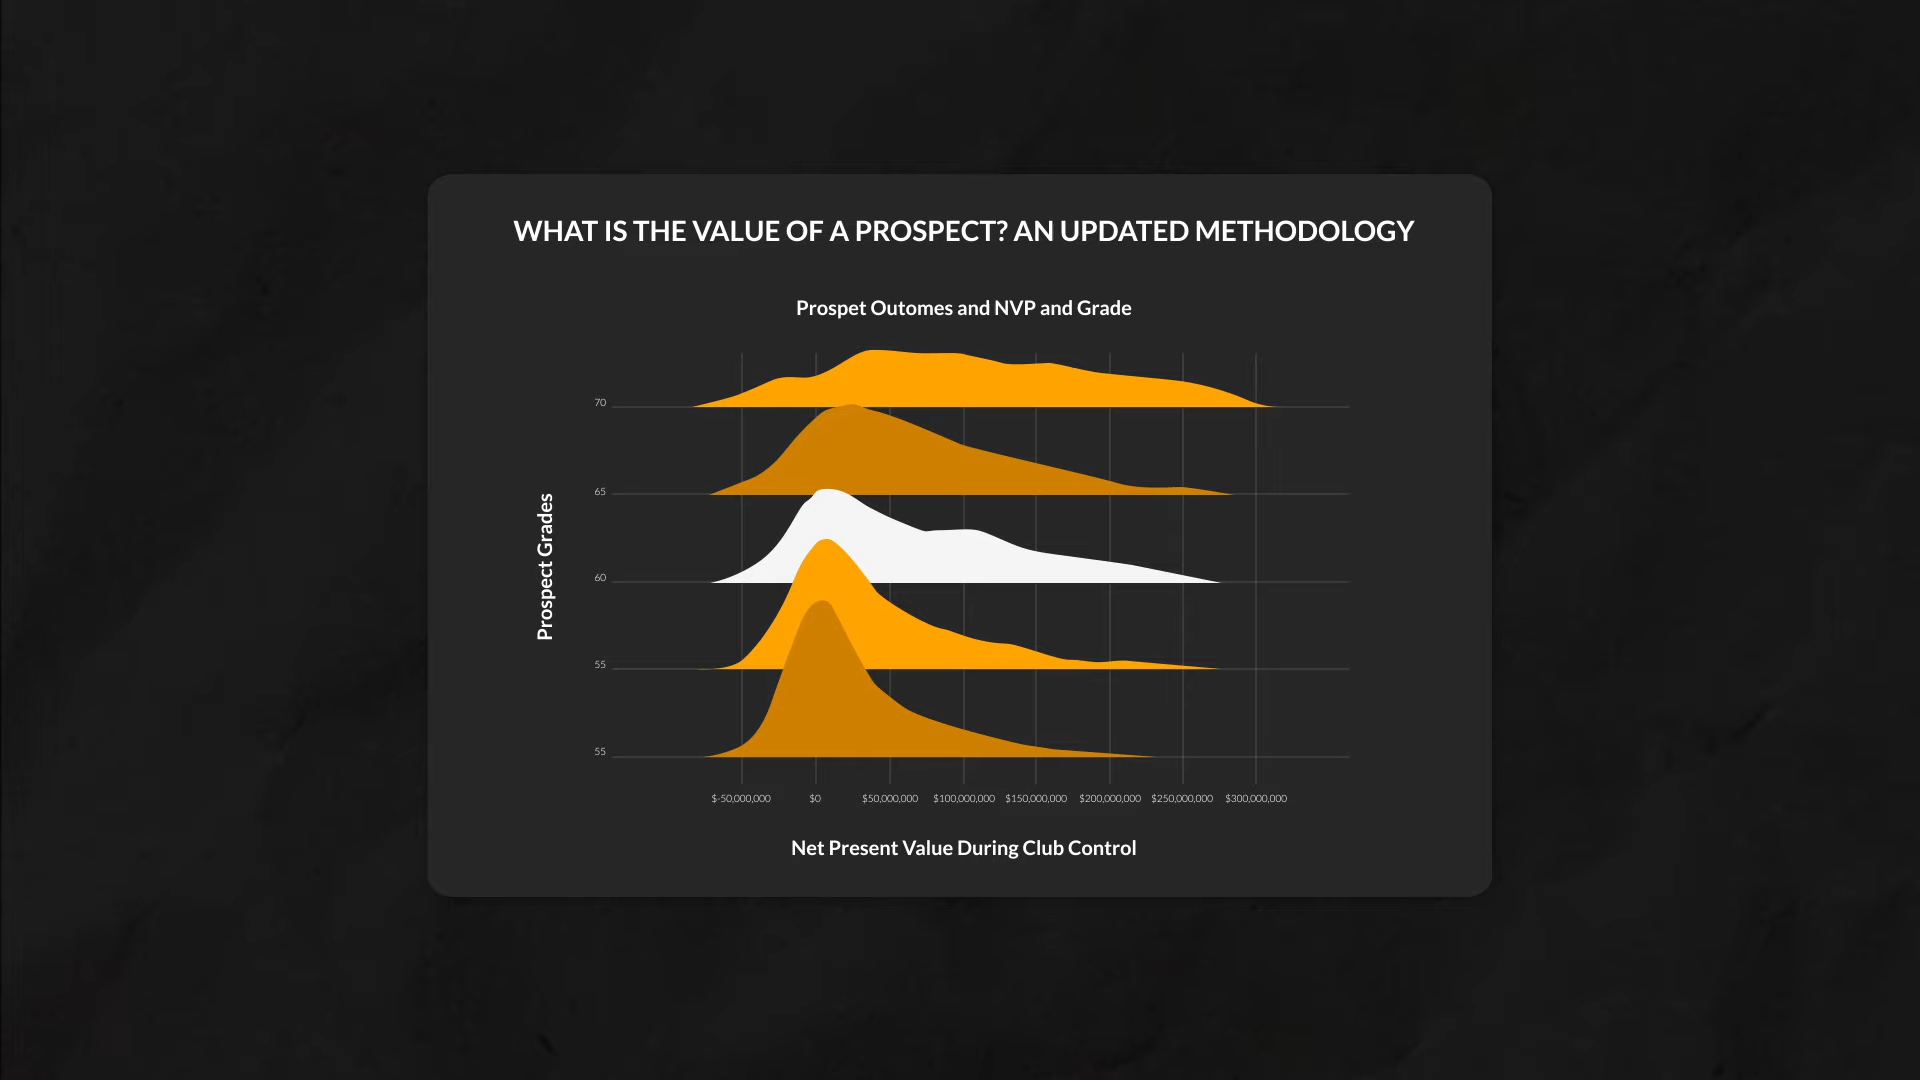 WHAT IS THE VALUE OF A PROSPECT? AN UPDATED METHODOLOGY
Prospet Outomes and NVP and Grade
Prospect Grades
70
65
60
55
55
$-50,000,000 $0 $50,000,000 $100,000,000 $150,000,000 $200,000,000 $250,000,000 $300,000,000
Net Present Value During Club Control